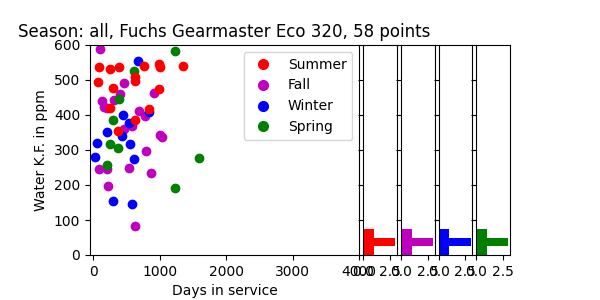 Season: all, Fuchs Gearmaster Eco 320, 58 points
Water K.F. in ppm
600
500
400
300
200
100
0
Summer
Fall
Winter
Spring
0 1000 2000 3000 4000
0.0 2.5 0.0 2.5 0.0 2.5 0.0 2.5
Days in service